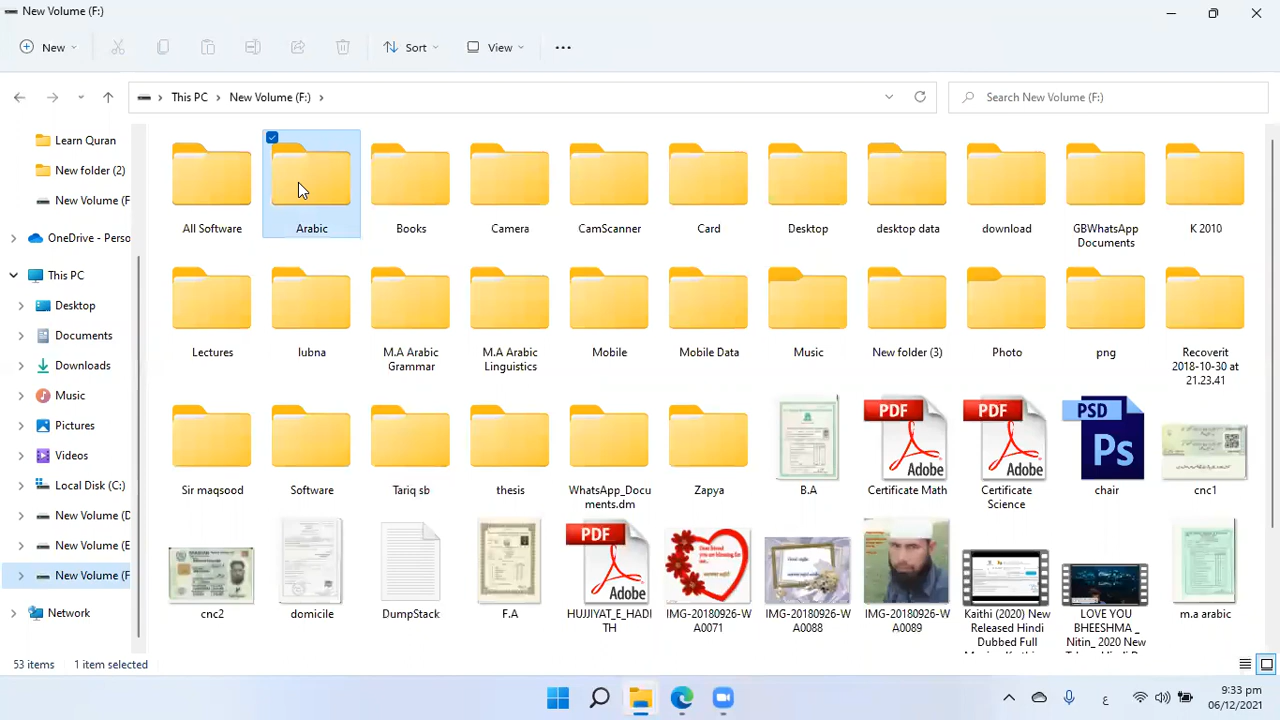 New Volume (F:)
New
Sort
View
This PC
New Volume (F:)
Search New Volume (F:)
Learn Quran
New folder (2)
New Volume (F
OneDrive - Perso
This PC
Desktop
Documents
Downloads
Music
Pictures
Videos
Local Disk (C:)
New Volume (D
New Volume (E
New Volume (F
Network
All Software
Arabic
Books
Camera
CamScanner
Card
Desktop
desktop data
download
GBWhatsApp
Documents
K 2010
Lectures
lubna
M.A Arabic
Grammar
M.A Arabic
Linguistics
Mobile
Mobile Data
Music
New folder (3)
Photo
png
Recoverit
2018-10-30 at
21.23.41
Sir maqsood
Software
Tariq sb
thesis
WhatsApp_Docu
ments.dm
Zapya
B.A
PDF
Adobe
Certificate Math
PDF
Adobe
Certificate
Science
PSD
Ps
chair
cnc1
cnc2
domicile
DumpStack
F.A
PDF
Adobe
HUJJIYAT_E_HADI
TH
IMG-20180926-W
A0071
IMG-20180926-W
A0088
IMG-20180926-W
A0089
Kaithi (2020) New
Released Hindi
Dubbed Full
LOVE YOU
BHEESHMA _
Nitin_ 2020 New
m.a arabic
53 items
1 item selected
ع
9:33 pm
06/12/2021